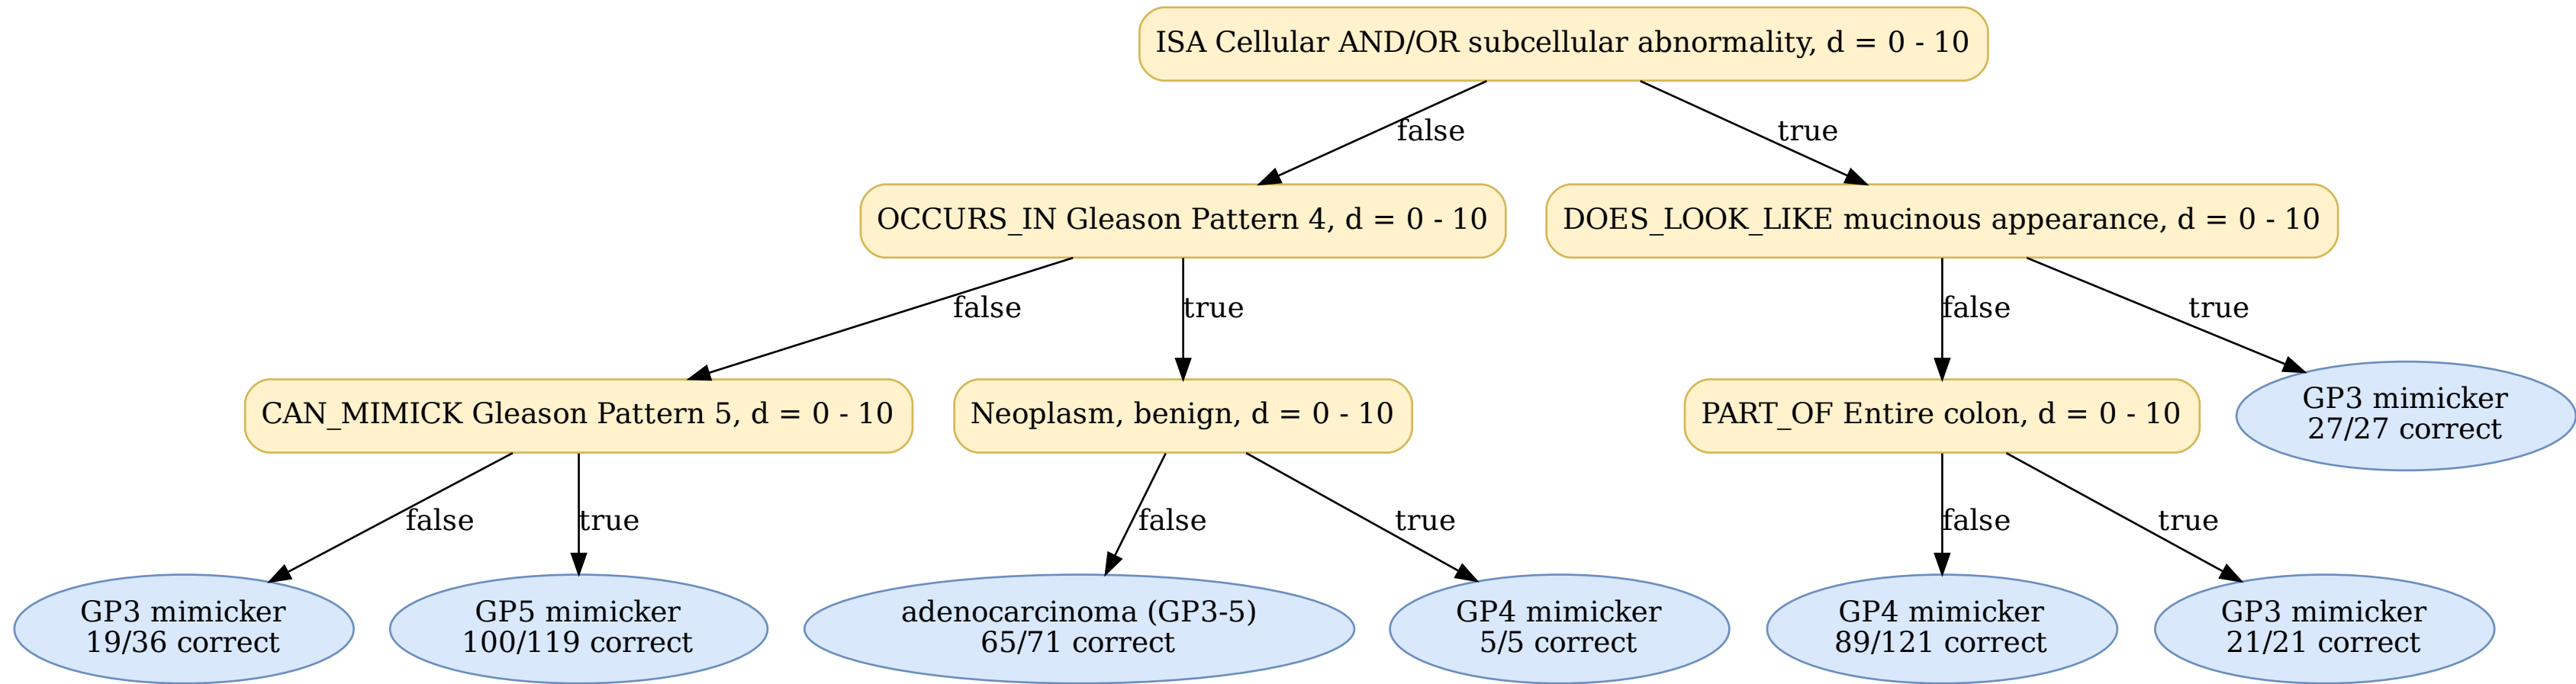 ISA Cellular AND/OR subcellular abnormality, d = 0 - 10
false
true
OCCURS_IN Gleason Pattern 4, d = 0 - 10
DOES_LOOK_LIKE mucinous appearance, d = 0 - 10
false
true
false
true
CAN_MIMICK Gleason Pattern 5, d = 0 - 10
Neoplasm, benign, d = 0 - 10
PART_OF Entire colon, d = 0 - 10
GP3 mimicker
27/27 correct
false
true
false
true
false
true
GP3 mimicker
19/36 correct
GP5 mimicker
100/119 correct
adenocarcinoma (GP3-5)
65/71 correct
GP4 mimicker
5/5 correct
GP4 mimicker
89/121 correct
GP3 mimicker
21/21 correct